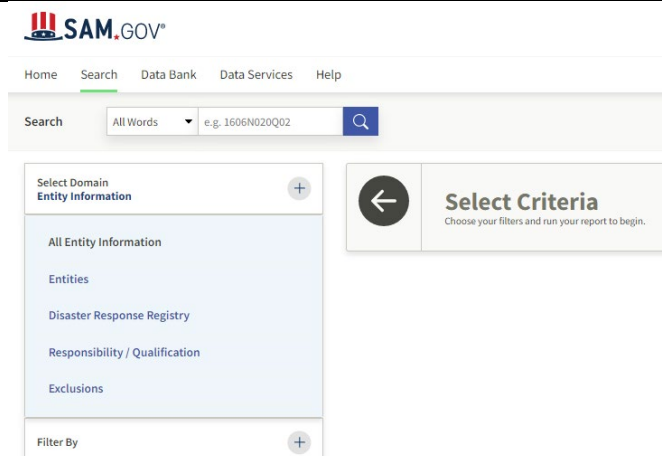 SAM.GOV®
Home Search Data Bank Data Services Help
Search All Words e.g. 1606N020Q02
Select Domain
Entity Information
All Entity Information
Entities
Disaster Response Registry
Responsibility / Qualification
Exclusions
Filter By
Select Criteria
Choose your filters and run your report to begin.